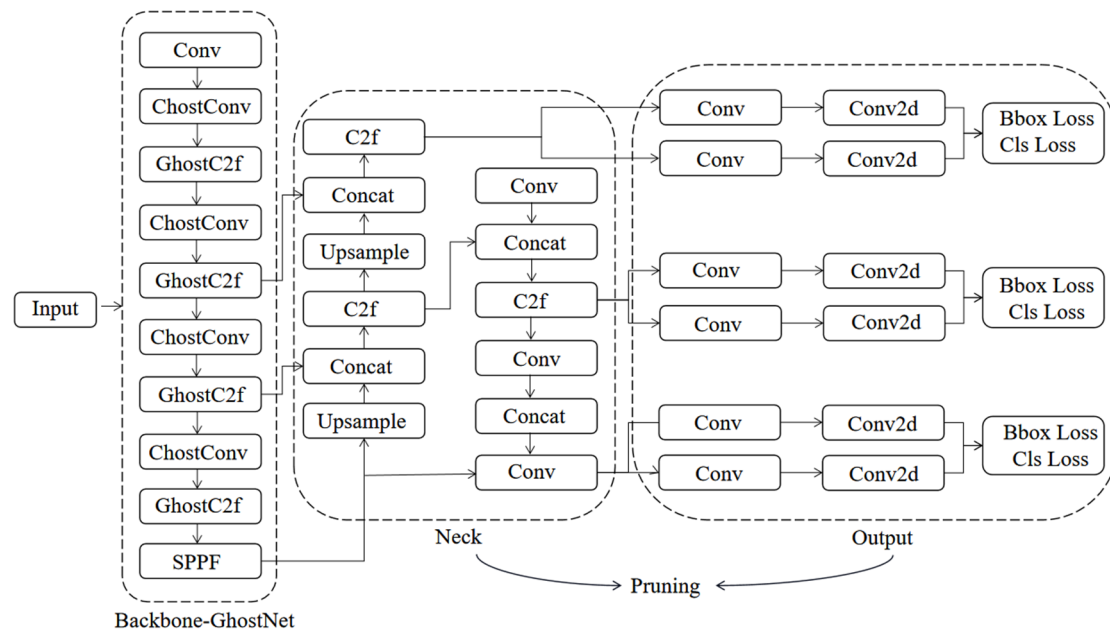 Input
Conv
ChostConv
GhostC2f
ChostConv
GhostC2f
ChostConv
GhostC2f
ChostConv
GhostC2f
SPPF
Backbone-GhostNet
C2f
Concat
Upsample
C2f
Concat
Upsample
Conv
Concat
C2f
Conv
Concat
Conv
Neck
Conv
Conv2d
Conv
Conv2d
Bbox Loss
Cls Loss
Conv
Conv2d
Conv
Conv2d
Bbox Loss
Cls Loss
Conv
Conv2d
Conv
Conv2d
Bbox Loss
Cls Loss
Output
Pruning